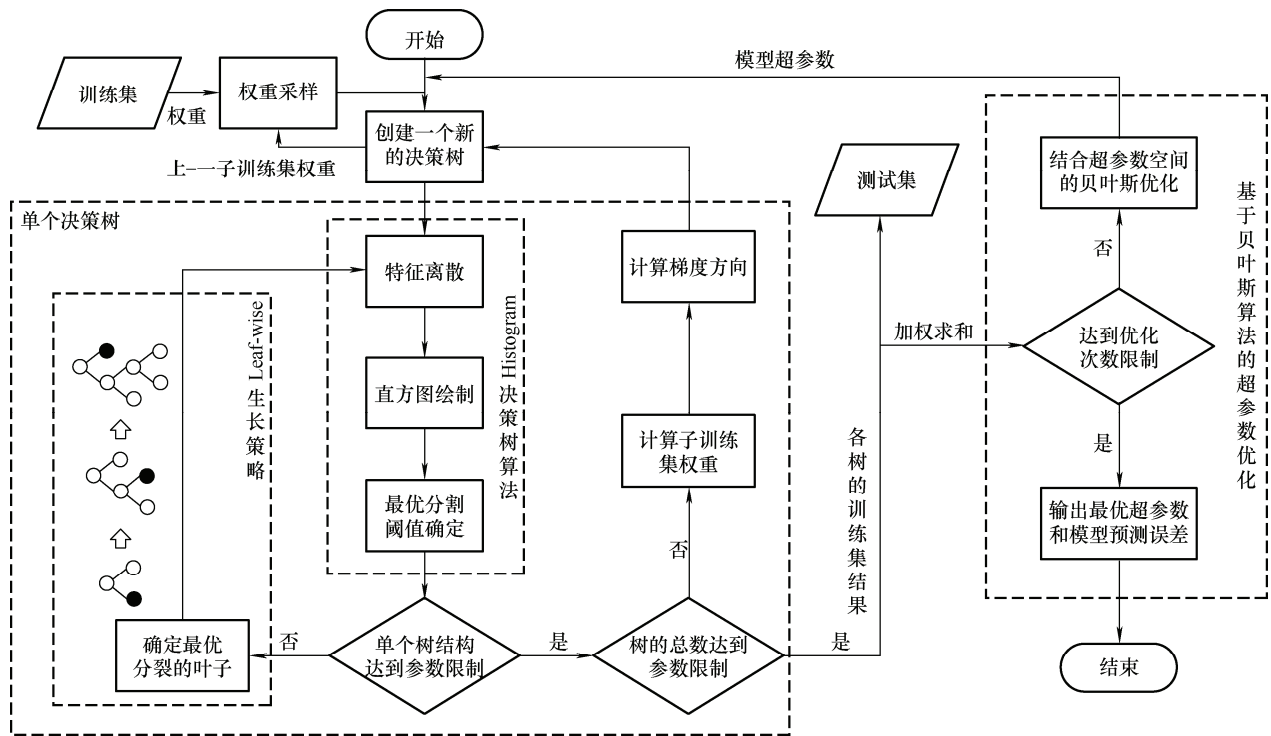 开始
模型超参数
训练集
权重
权重采样
创建一个新
的决策树
上-一子训练集权重
单个决策树
特征离散
直方图绘制
最优分割
阈值确定
Histogram
决策树算法
Leaf-wise
生长策略
确定最优
分裂的叶子
否
单个树结构
达到参数限制
是
树的总数达到
参数限制
否
计算子训练
集权重
计算梯度方向
是
各树的训练集结果
测试集
加权求和
结合超参数空间
的贝叶斯优化
否
达到优化
次数限制
是
输出最优超参数
和模型预测误差
基于贝叶斯算法的超参数优化
结束